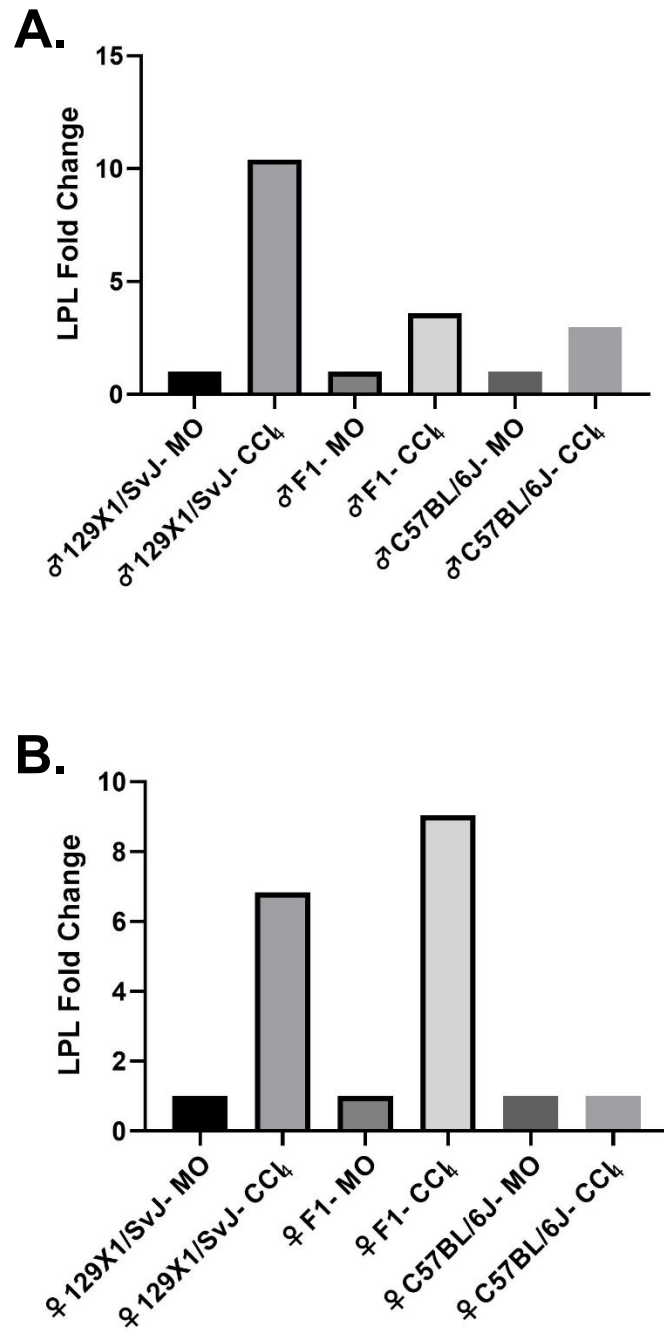 A.
LPL Fold Change
15
10
5
0
♂129X1/SvJ- MO
♂129X1/SvJ- CCl₄
♂F1- MO
♂F1- CCl₄
♂C57BL/6J- MO
♂C57BL/6J- CCl₄
B.
LPL Fold Change
10
8
6
4
2
0
♀129X1/SvJ- MO
♀129X1/SvJ- CCl₄
♀F1- MO
♀F1- CCl₄
♀C57BL/6J- MO
♀C57BL/6J- CCl₄